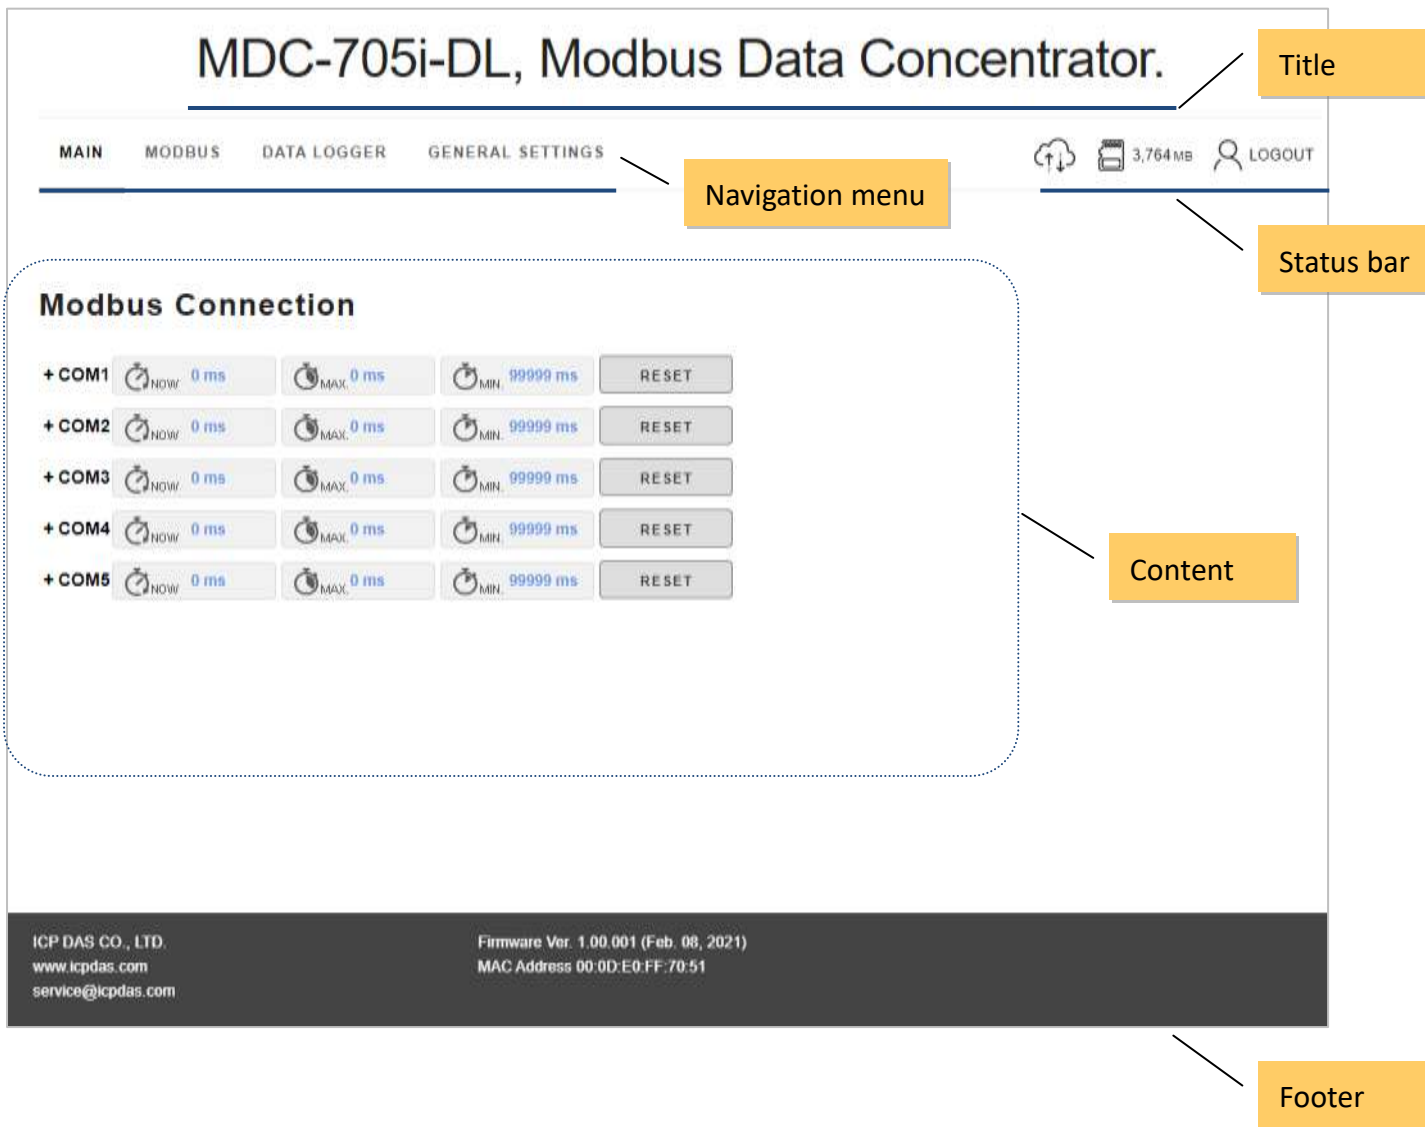 MDC-705i-DL, Modbus Data Concentrator.
Title
MAIN MODBUS DATA LOGGER GENERAL SETTINGS 3,764 MB LOGOUT
Navigation menu
Status bar
Modbus Connection
+ COM1 NOW 0 ms MAX. 0 ms MIN. 99999 ms RESET
+ COM2 NOW 0 ms MAX. 0 ms MIN. 99999 ms RESET
+ COM3 NOW 0 ms MAX. 0 ms MIN. 99999 ms RESET
+ COM4 NOW 0 ms MAX. 0 ms MIN. 99999 ms RESET
+ COM5 NOW 0 ms MAX. 0 ms MIN. 99999 ms RESET
Content
ICP DAS CO., LTD. Firmware Ver. 1.00.001 (Feb. 08, 2021)
www.icpdas.com MAC Address 00:0D:E0:FF:70:51
service@icpdas.com
Footer